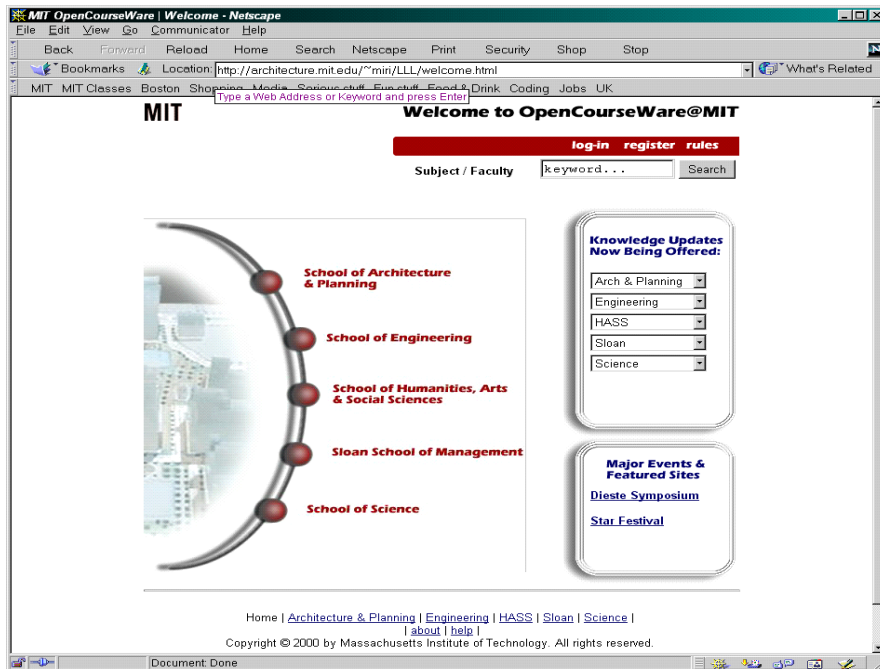 MIT OpenCourseWare | Welcome - Netscape
File Edit View Go Communicator Help
Back Forward Reload Home Search Netscape Print Security Shop Stop
Bookmarks Location: http://architecture.mit.edu/~miri/LLL/welcome.html What's Related
MIT MIT Classes Boston Shopping Media Serious stuff Fun stuff Food & Drink Coding Jobs UK
Type a Web Address or Keyword and press Enter
MIT
Welcome to OpenCourseWare@MIT
log-in register rules
Subject / Faculty keyword... Search
Knowledge Updates
Now Being Offered:
Arch & Planning
Engineering
HASS
Sloan
Science
School of Architecture
& Planning
School of Engineering
School of Humanities, Arts
& Social Sciences
Sloan School of Management
School of Science
Major Events &
Featured Sites
Dieste Symposium
Star Festival
Home | Architecture & Planning | Engineering | HASS | Sloan | Science |
| about | help |
Copyright © 2000 by Massachusetts Institute of Technology. All rights reserved.
Document: Done